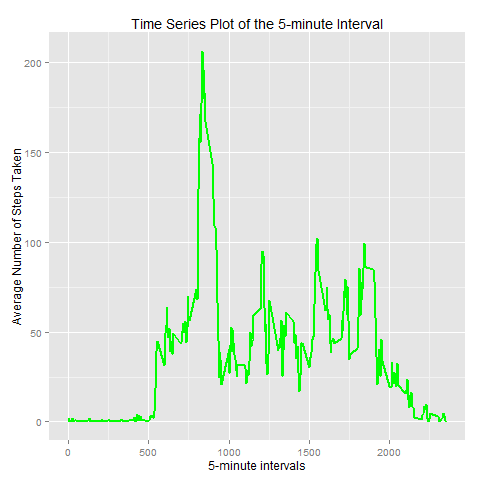 Time Series Plot of the 5-minute Interval
Average Number of Steps Taken
200
150
100
50
0
0 500 1000 1500 2000
5-minute intervals